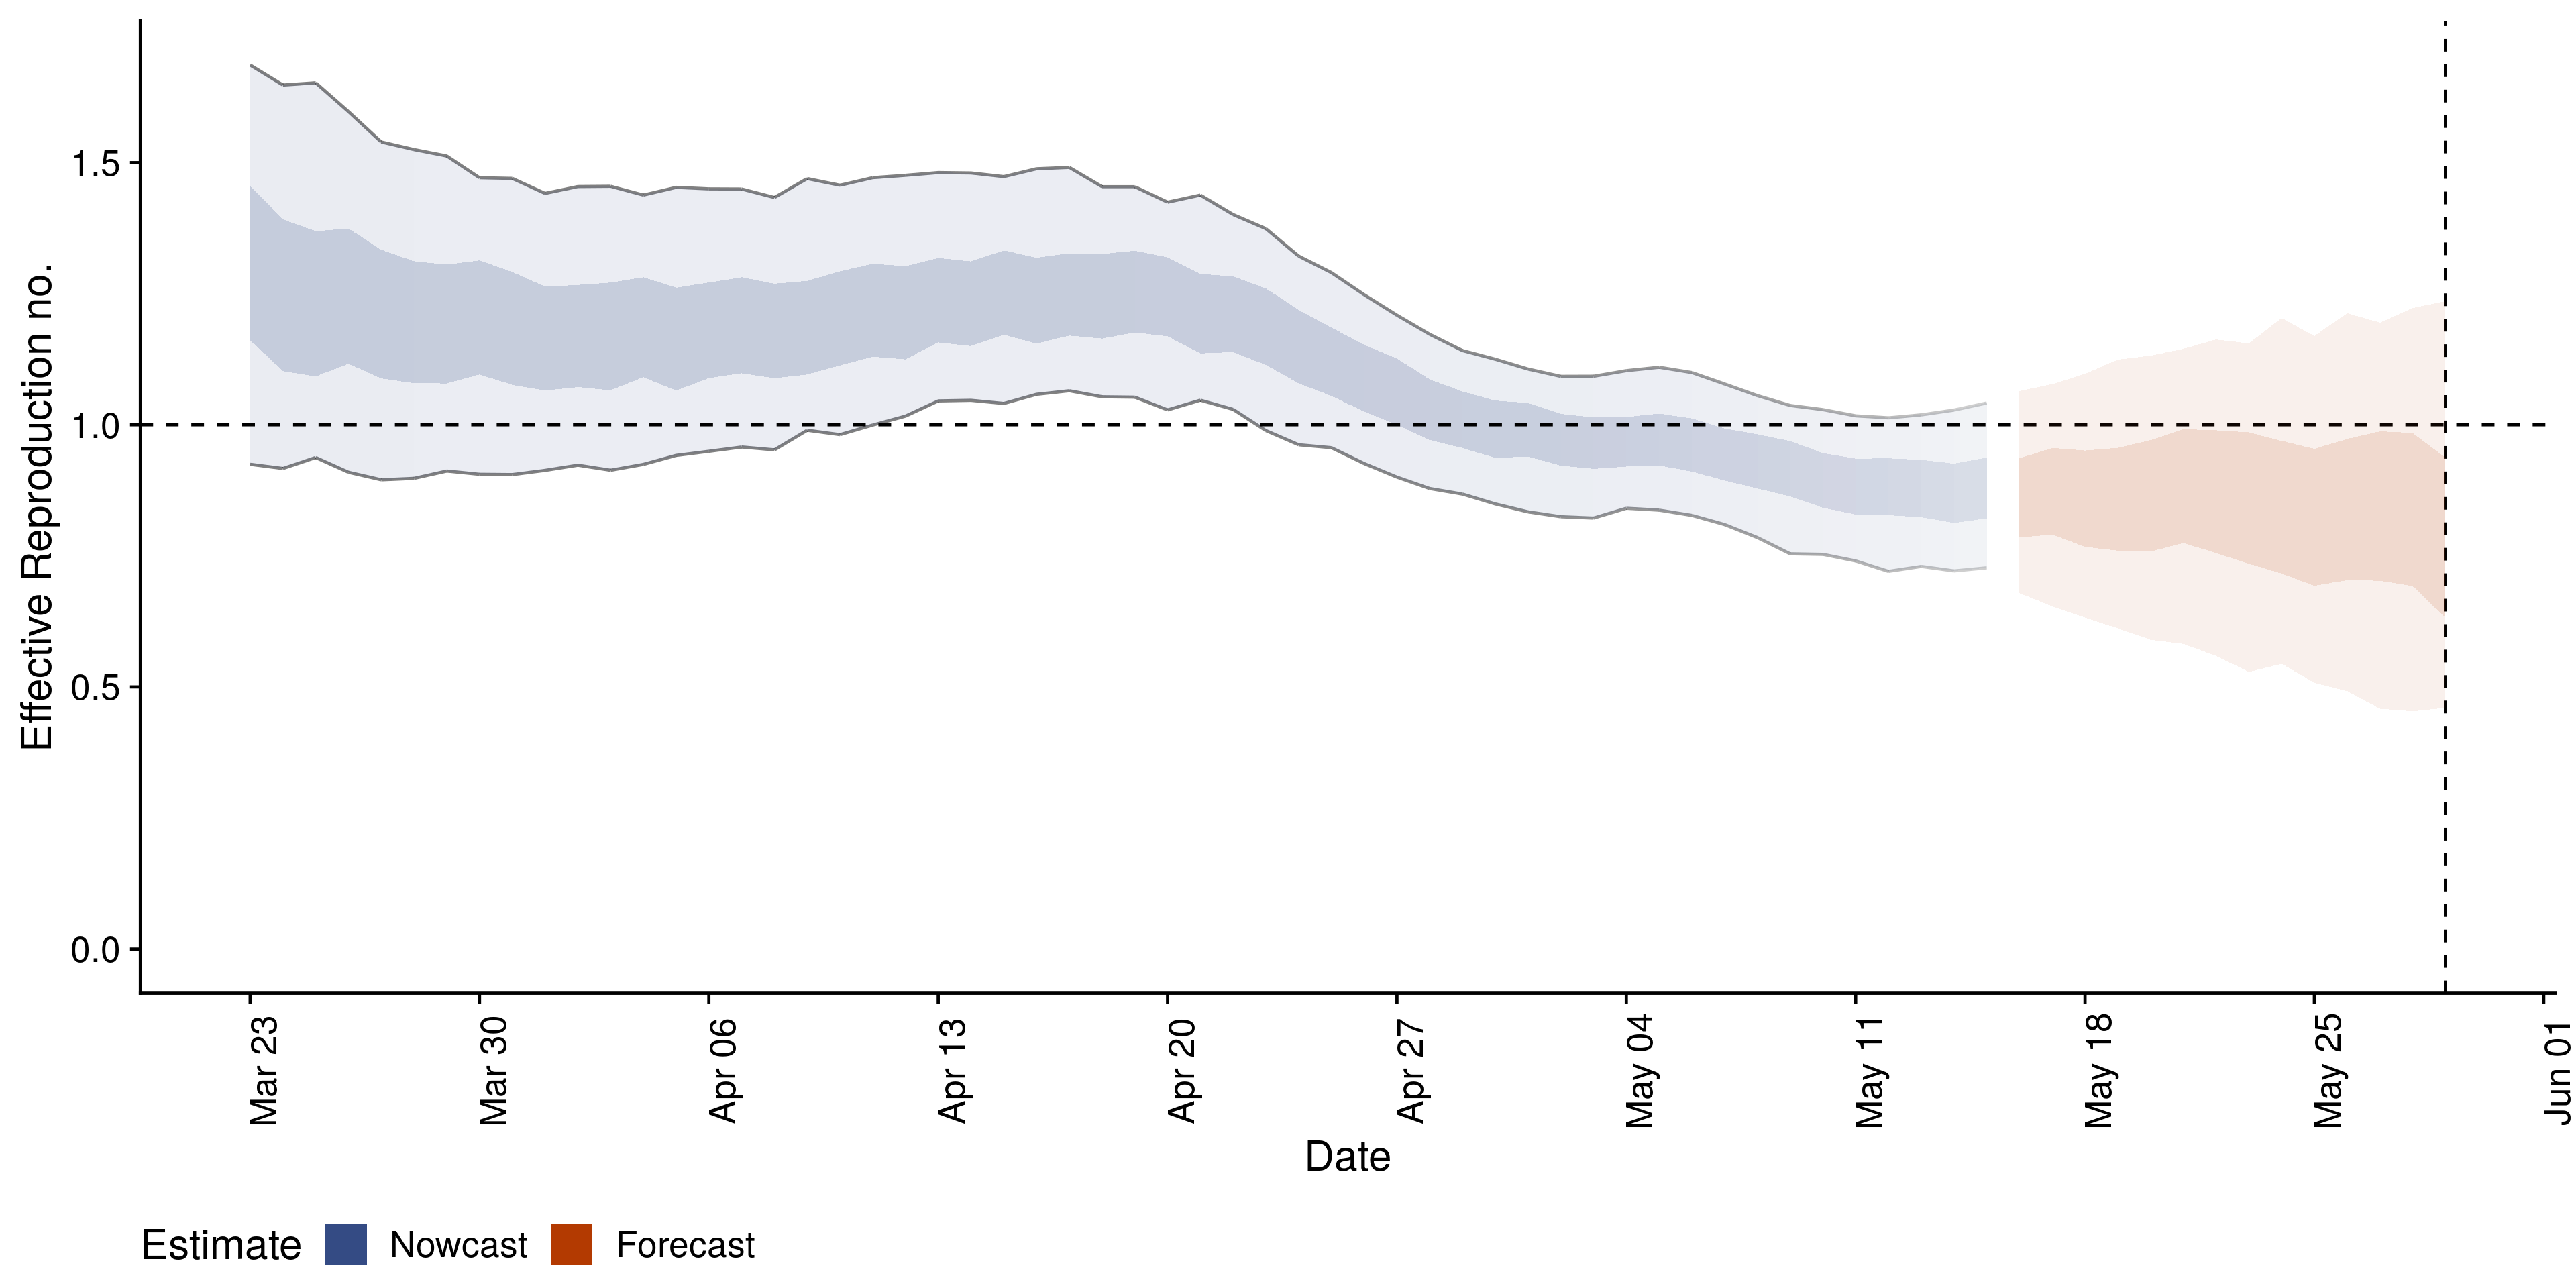 Effective Reproduction no.
1.5
1.0
0.5
0.0
Mar 23
Mar 30
Apr 06
Apr 13
Apr 20
Apr 27
May 04
May 11
May 18
May 25
Jun 01
Date
Estimate Nowcast Forecast